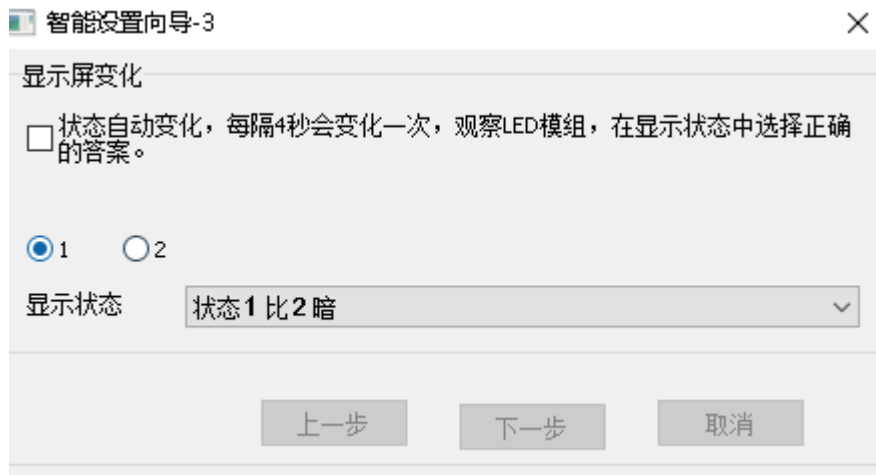 智能设置向导-3
显示屏变化
状态自动变化，每隔4秒会变化一次，观察LED模组，在显示状态中选择正确
的答案。
1 2
显示状态 状态1 比2 暗
上一步 下一步 取消